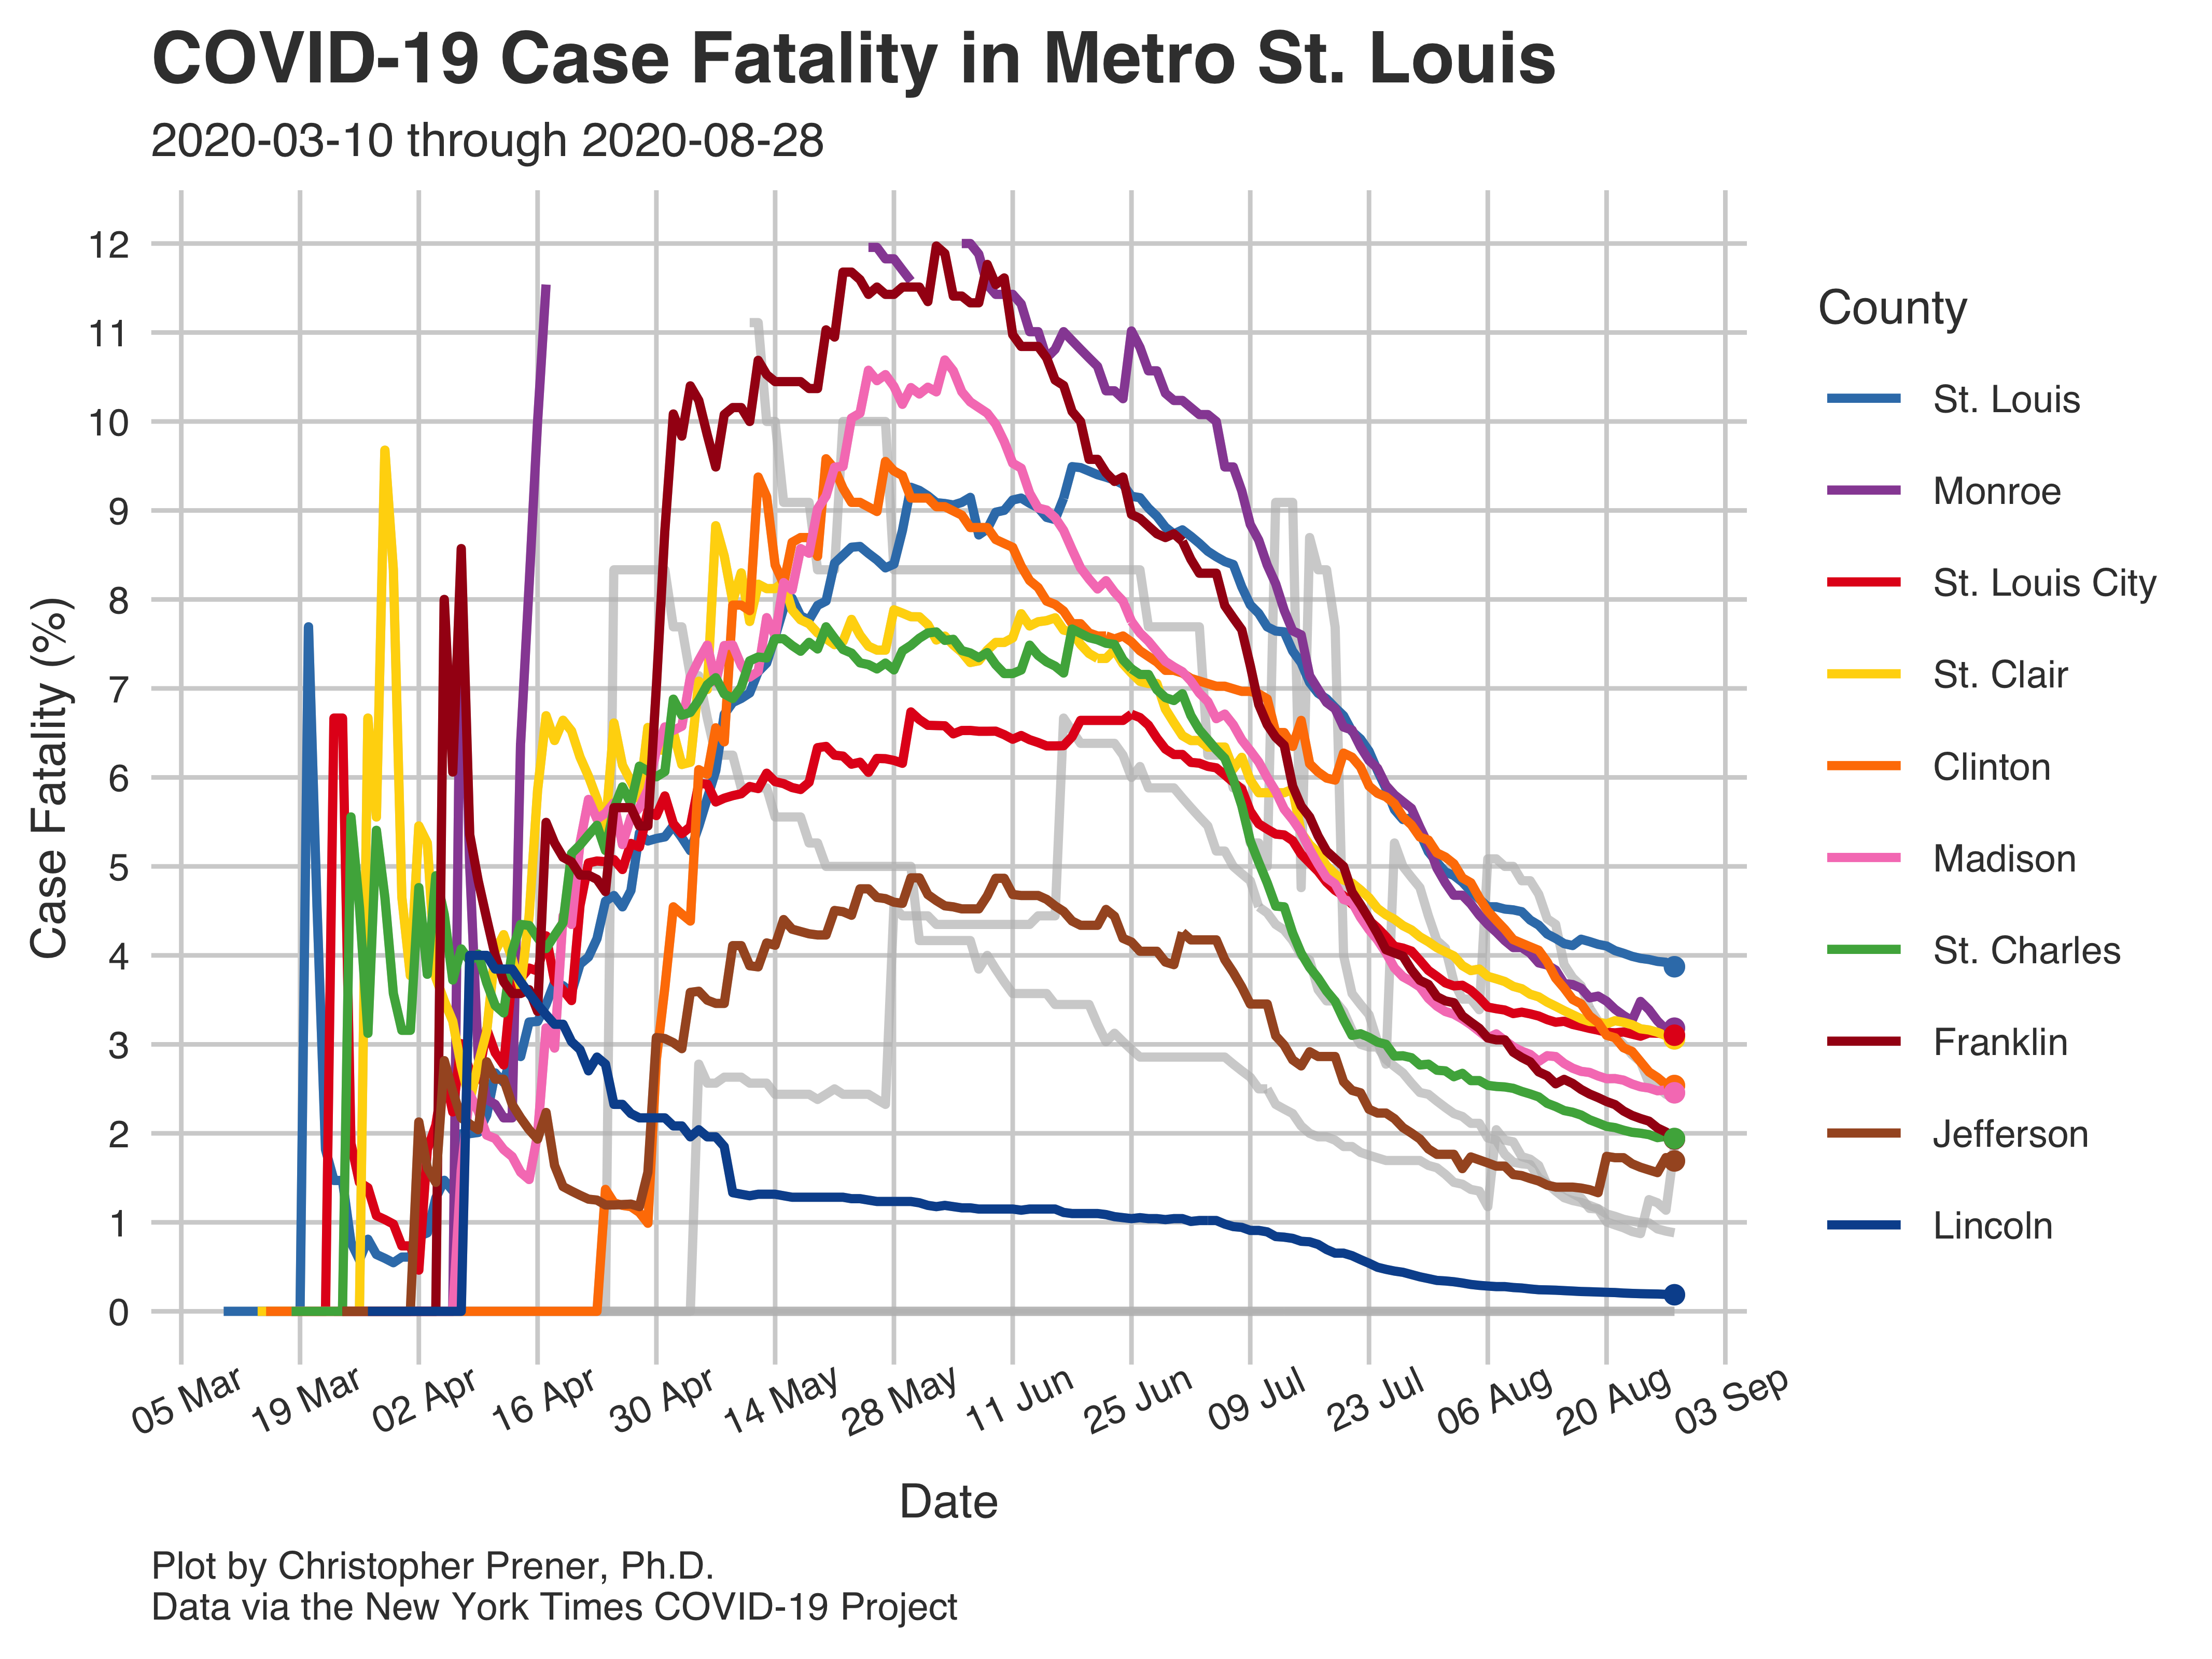 COVID-19 Case Fatality in Metro St. Louis
2020-03-10 through 2020-08-28
Case Fatality (%)
12
11
10
9
8
7
6
5
4
3
2
1
0
05 Mar
19 Mar
02 Apr
16 Apr
30 Apr
14 May
28 May
11 Jun
25 Jun
09 Jul
23 Jul
06 Aug
20 Aug
03 Sep
Date
County
St. Louis
Monroe
St. Louis City
St. Clair
Clinton
Madison
St. Charles
Franklin
Jefferson
Lincoln
Plot by Christopher Prener, Ph.D.
Data via the New York Times COVID-19 Project